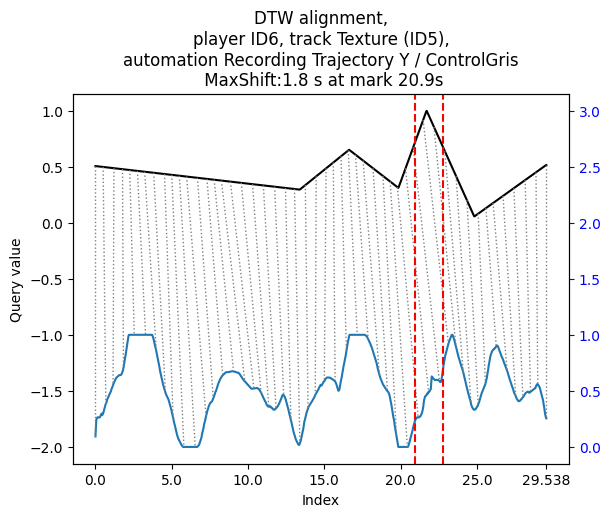 DTW alignment,
player ID6, track Texture (ID5),
automation Recording Trajectory Y / ControlGris
MaxShift:1.8 s at mark 20.9s
1.0
0.5
0.0
−0.5
−1.0
−1.5
−2.0
Query value
3.0
2.5
2.0
1.5
1.0
0.5
0.0
0.0 5.0 10.0 15.0 20.0 25.0 29.538
Index